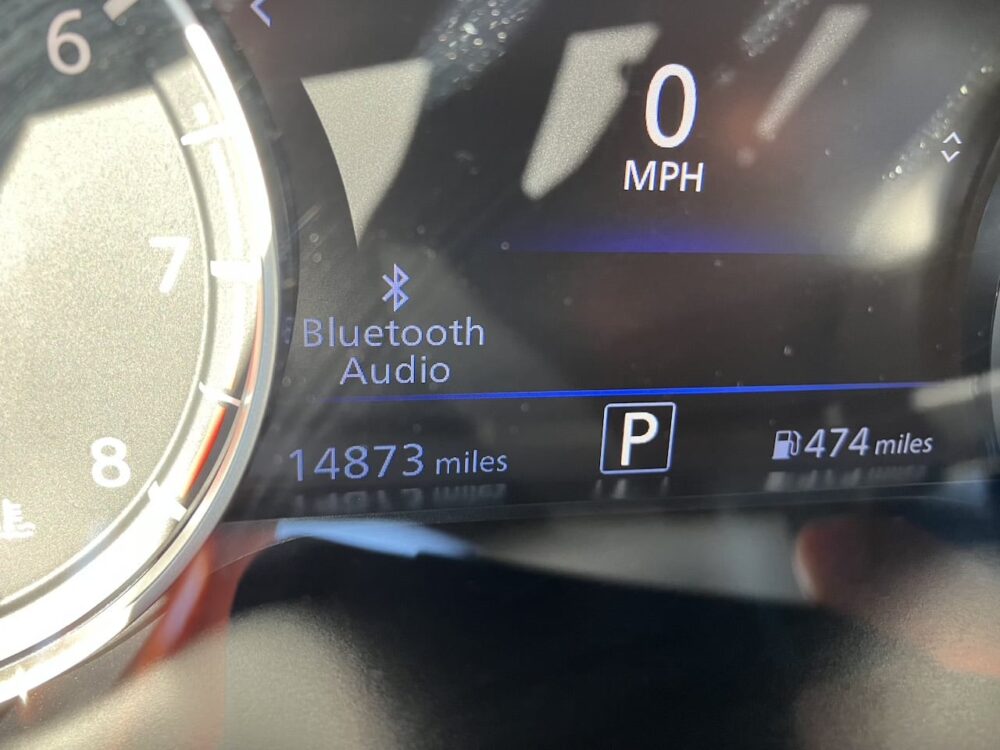 6
7
8
0
MPH
Bluetooth
Audio
14873 miles
P
474 miles